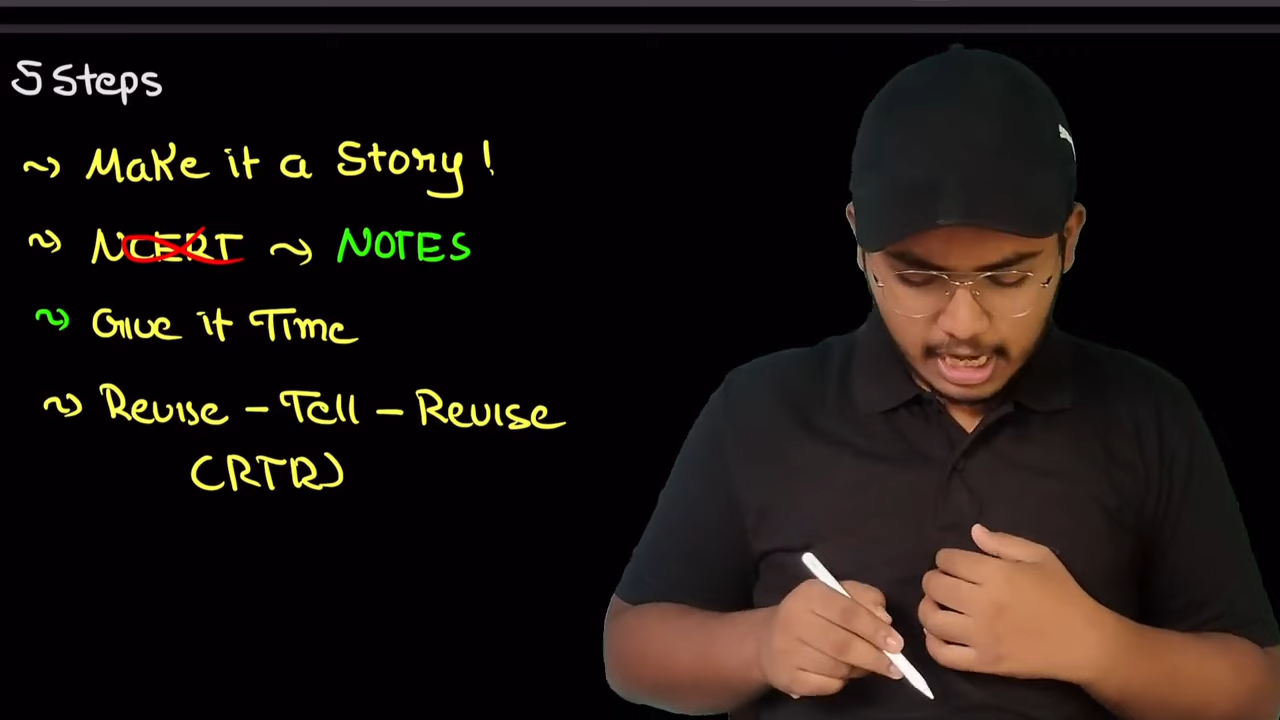 5 Steps
~> Make it a Story!
~> NCERT ~> NOTES
~> Give it Time
~> Revise - Tell - Revise
(RTR)